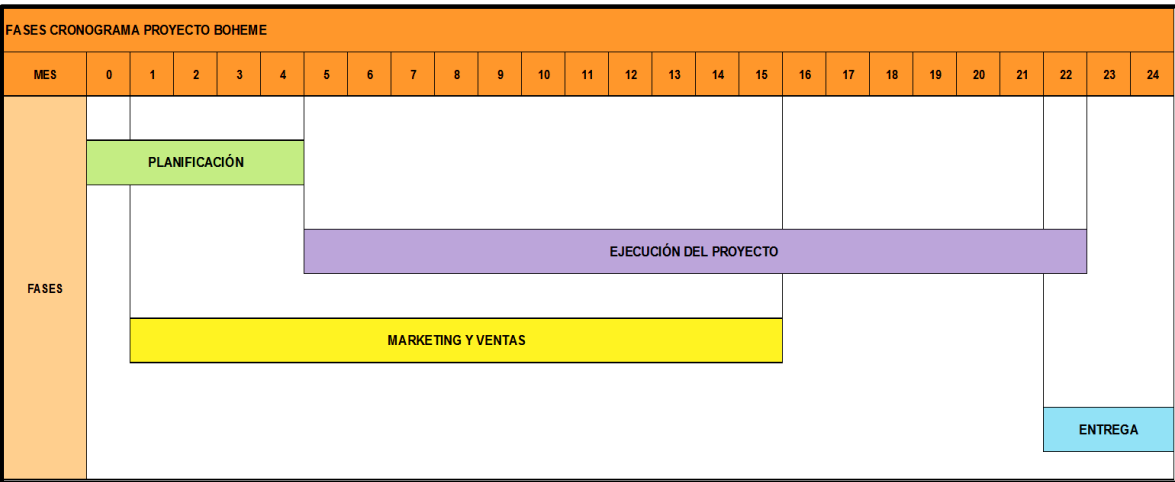 FASES CRONOGRAMA PROYECTO BOHEME
MES 0 1 2 3 4 5 6 7 8 9 10 11 12 13 14 15 16 17 18 19 20 21 22 23 24
PLANIFICACIÓN
EJECUCIÓN DEL PROYECTO
FASES
MARKETING Y VENTAS
ENTREGA